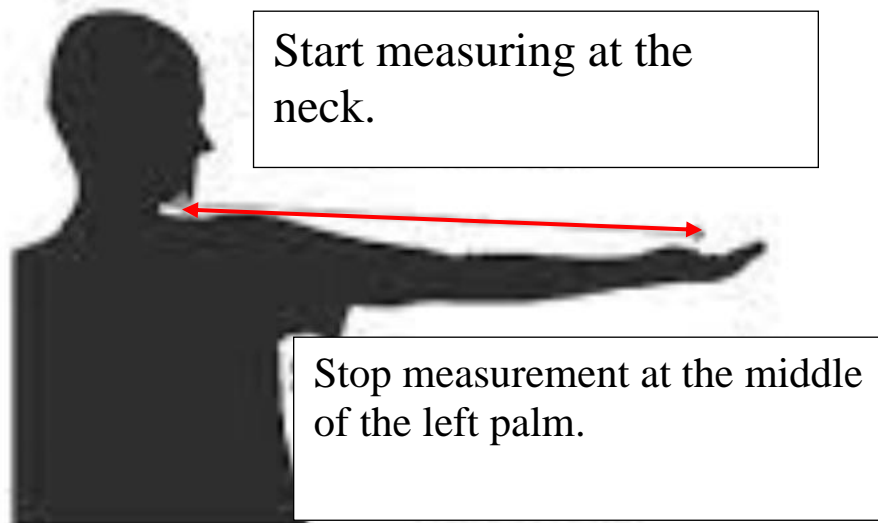 Start measuring at the
neck.
Stop measurement at the middle
of the left palm.